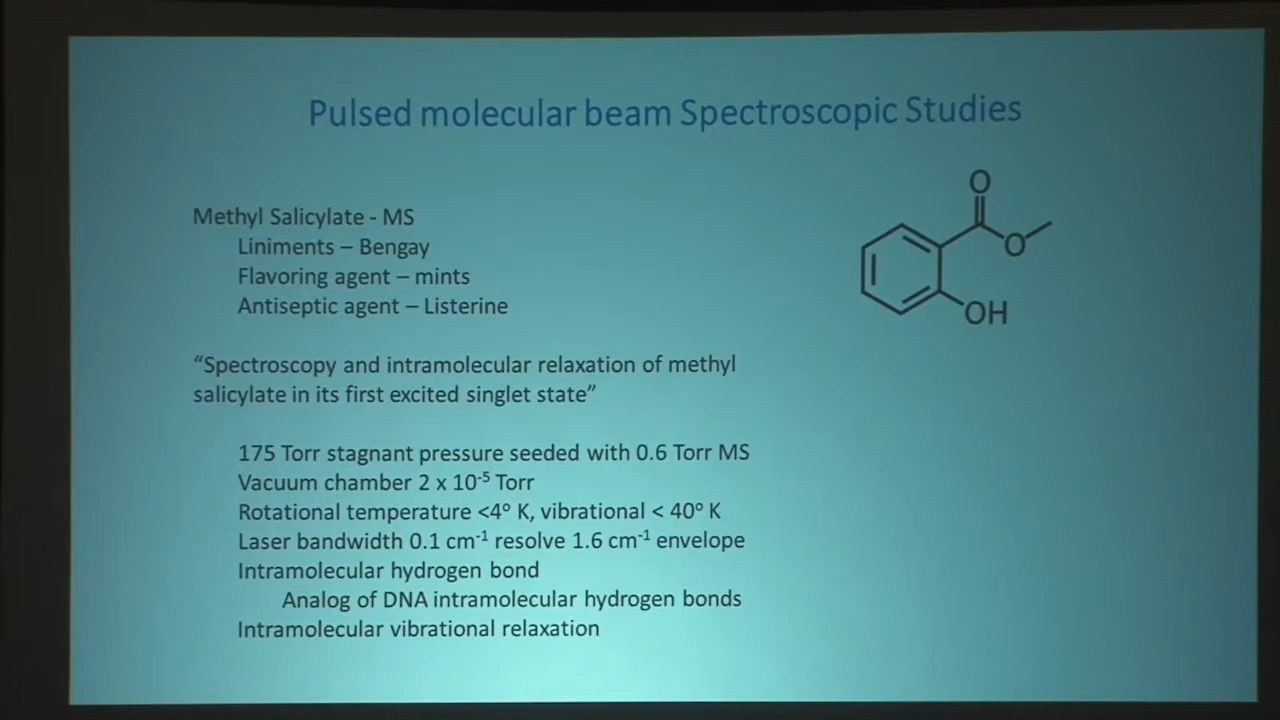 Pulsed molecular beam Spectroscopic Studies
Methyl Salicylate - MS
Liniments – Bengay
Flavoring agent – mints
Antiseptic agent – Listerine
“Spectroscopy and intramolecular relaxation of methyl
salicylate in its first excited singlet state”
175 Torr stagnant pressure seeded with 0.6 Torr MS
Vacuum chamber 2 x 10⁻⁵ Torr
Rotational temperature <4° K, vibrational < 40° K
Laser bandwidth 0.1 cm⁻¹ resolve 1.6 cm⁻¹ envelope
Intramolecular hydrogen bond
Analog of DNA intramolecular hydrogen bonds
Intramolecular vibrational relaxation
O
O
OH